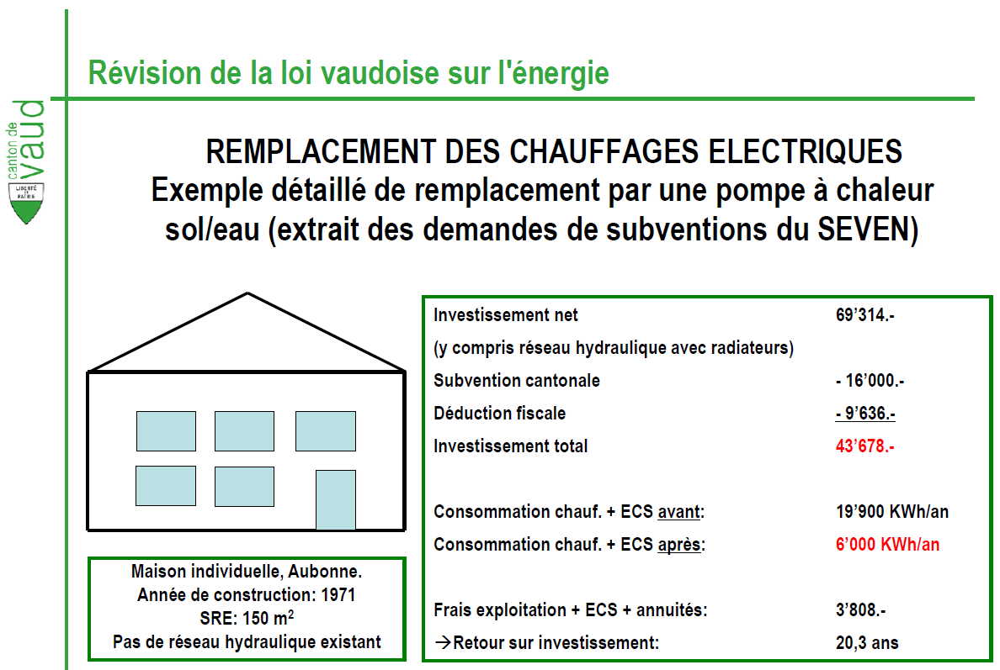 Révision de la loi vaudoise sur l'énergie
canton de
vaud
LIBERTÉ
ET
PATRIE
REMPLACEMENT DES CHAUFFAGES ELECTRIQUES
Exemple détaillé de remplacement par une pompe à chaleur
sol/eau (extrait des demandes de subventions du SEVEN)
Maison individuelle, Aubonne.
Année de construction: 1971
SRE: 150 m²
Pas de réseau hydraulique existant
Investissement net 69’314.-
(y compris réseau hydraulique avec radiateurs)
Subvention cantonale - 16’000.-
Déduction fiscale - 9’636.-
Investissement total 43’678.-
Consommation chauf. + ECS avant: 19’900 KWh/an
Consommation chauf. + ECS après: 6’000 KWh/an
Frais exploitation + ECS + annuités: 3’808.-
→Retour sur investissement: 20,3 ans